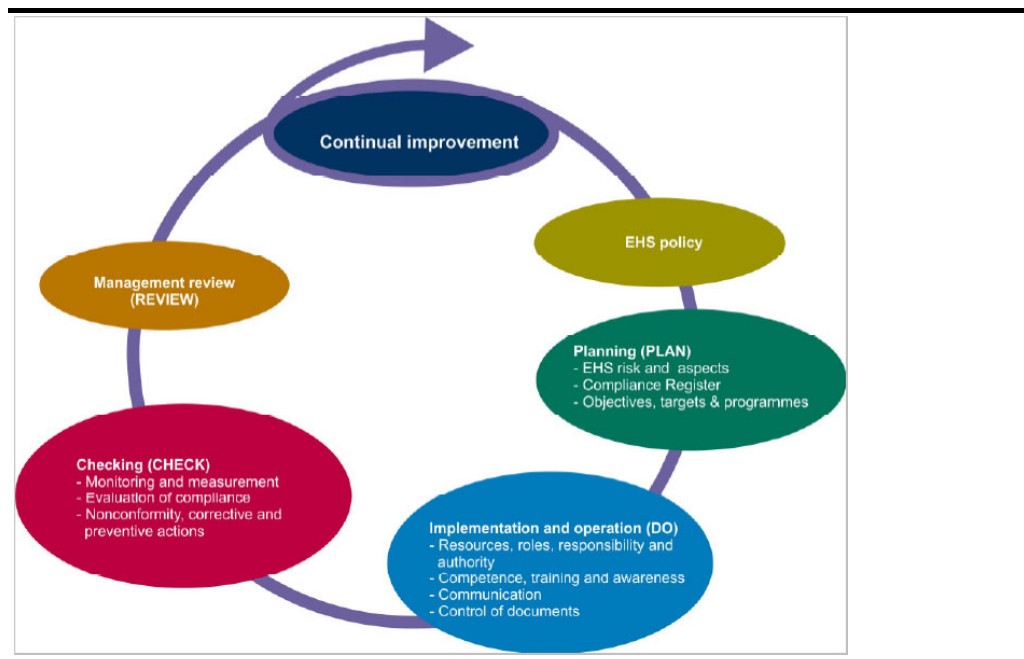 Continual improvement
EHS policy
Management review
(REVIEW)
Planning (PLAN)
- EHS risk and aspects
- Compliance Register
- Objectives, targets & programmes
Checking (CHECK)
- Monitoring and measurement
- Evaluation of compliance
- Nonconformity, corrective and
preventive actions
Implementation and operation (DO)
- Resources, roles, responsibility and
authority
- Competence, training and awareness
- Communication
- Control of documents